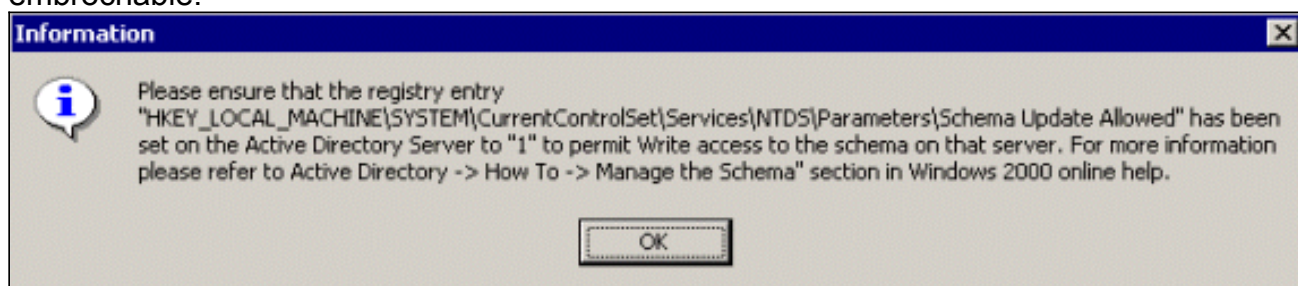 embrochable.
Information
Please ensure that the registry entry
"HKEY_LOCAL_MACHINE\SYSTEM\CurrentControlSet\Services\NTDS\Parameters\Schema Update Allowed" has been
set on the Active Directory Server to "1" to permit Write access to the schema on that server. For more information
please refer to Active Directory -> How To -> Manage the Schema" section in Windows 2000 online help.
OK